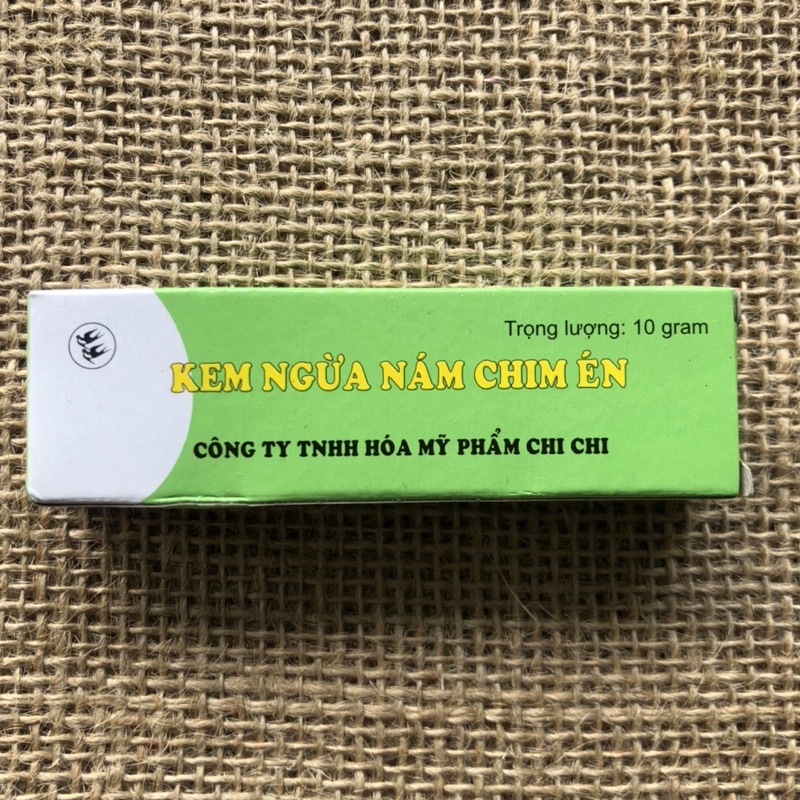 Trọng lượng: 10 gram
KEM NGỪA NÁM CHIM ÉN
CÔNG TY TNHH HÓA MỸ PHẨM CHI CHI